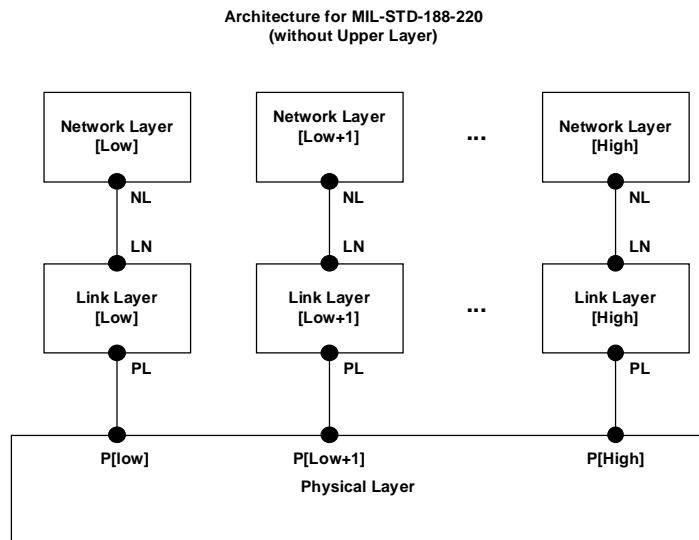 Architecture for MIL-STD-188-220
(without Upper Layer)
Network Layer
[Low]
Network Layer
[Low+1]
...
Network Layer
[High]
NL
NL
NL
LN
LN
LN
Link Layer
[Low]
Link Layer
[Low+1]
...
Link Layer
[High]
PL
PL
PL
P[low]
P[Low+1]
P[High]
Physical Layer